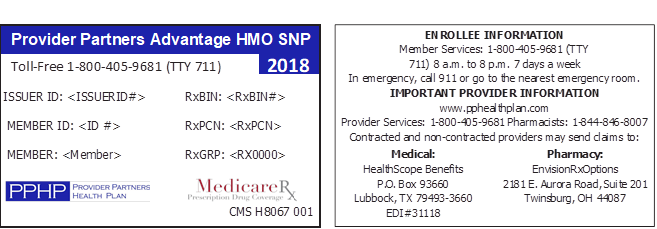 Provider Partners Advantage HMO SNP
Toll-Free 1-800-405-9681 (TTY 711)
2018
ISSUER ID: <ISSUERID#>
RxBIN: <RxBIN#>
MEMBER ID: <ID #>
RxPCN: <RxPCN>
MEMBER: <Member>
RxGRP: <RX0000>
PPHP PROVIDER PARTNERS
HEALTH PLAN
MedicareRx
Prescription Drug Coverage
CMS H8067 001
ENROLLEE INFORMATION
Member Services: 1-800-405-9681 (TTY
711) 8 a.m. to 8 p.m. 7 days a week
In emergency, call 911 or go to the nearest emergency room.
IMPORTANT PROVIDER INFORMATION
www.pphealthplan.com
Provider Services: 1-800-405-9681 Pharmacists: 1-844-846-8007
Contracted and non-contracted providers may send claims to:
Medical:
HealthScope Benefits
P.O. Box 93660
Lubbock, TX 79493-3660
EDI#31118
Pharmacy:
EnvisionRxOptions
2181 E. Aurora Road, Suite 201
Twinsburg, OH 44087